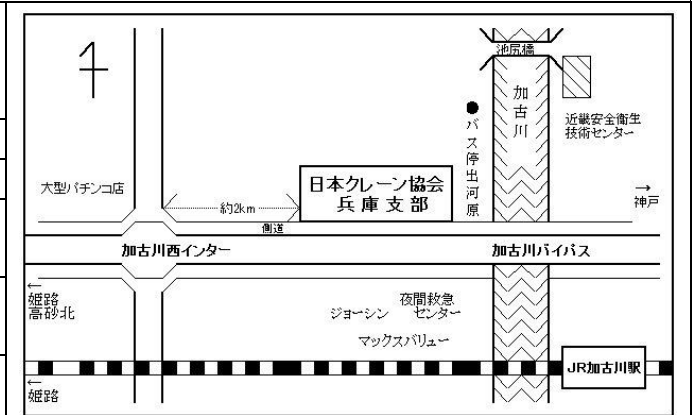 池尻橋
加古川
近畿安全衛生
技術センター
バス停出河原
大型パチンコ店
約2km
日本クレーン協会
兵庫支部
→
神戸
側道
加古川西インター
加古川バイパス
←
姫路
高砂北
夜間救急
センター
ジョーシン
マックスバリュー
JR加古川駅
←
姫路